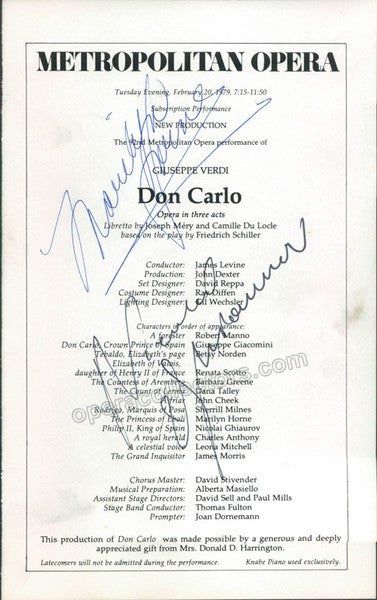 METROPOLITAN OPERA
Tuesday Evening, February 20, 1979, 7:15-11:50
Subscription Performance
NEW PRODUCTION
The 92nd Metropolitan Opera performance of
GIUSEPPE VERDI
Don Carlo
Opera in three acts
Libretto by Joseph Méry and Camille Du Locle
based on the play by Friedrich Schiller
Conductor: James Levine
Production: John Dexter
Set Designer: David Reppa
Costume Designer: Ray Diffen
Lighting Designer: Gil Wechsler
Characters in order of appearance:
A forester Robert Manno
Don Carlo, Crown Prince of Spain Giuseppe Giacomini
Tebaldo, Elizabeth's page Betsy Norden
Elizabeth of Valois,
daughter of Henry II of France Renata Scotto
The Countess of Aremberg Barbara Greene
The Count of Lerma Dana Talley
A friar John Cheek
Rodrigo, Marquis of Posa Sherrill Milnes
The Princess of Eboli Marilyn Horne
Philip II, King of Spain Nicolai Ghiaurov
A royal herald Charles Anthony
A celestial voice Leona Mitchell
The Grand Inquisitor James Morris
Chorus Master: David Stivender
Musical Preparation: Alberta Masiello
Assistant Stage Directors: David Sell and Paul Mills
Stage Band Conductor: Thomas Fulton
Prompter: Joan Dornemann
This production of Don Carlo was made possible by a generous and deeply
appreciated gift from Mrs. Donald D. Harrington.
Latecomers will not be admitted during the performance. Knabe Piano used exclusively.